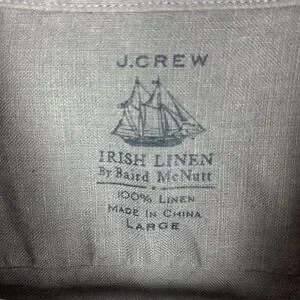 J.CREW
IRISH LINEN
By Baird McNutt
100% LINEN
MADE IN CHINA
LARGE